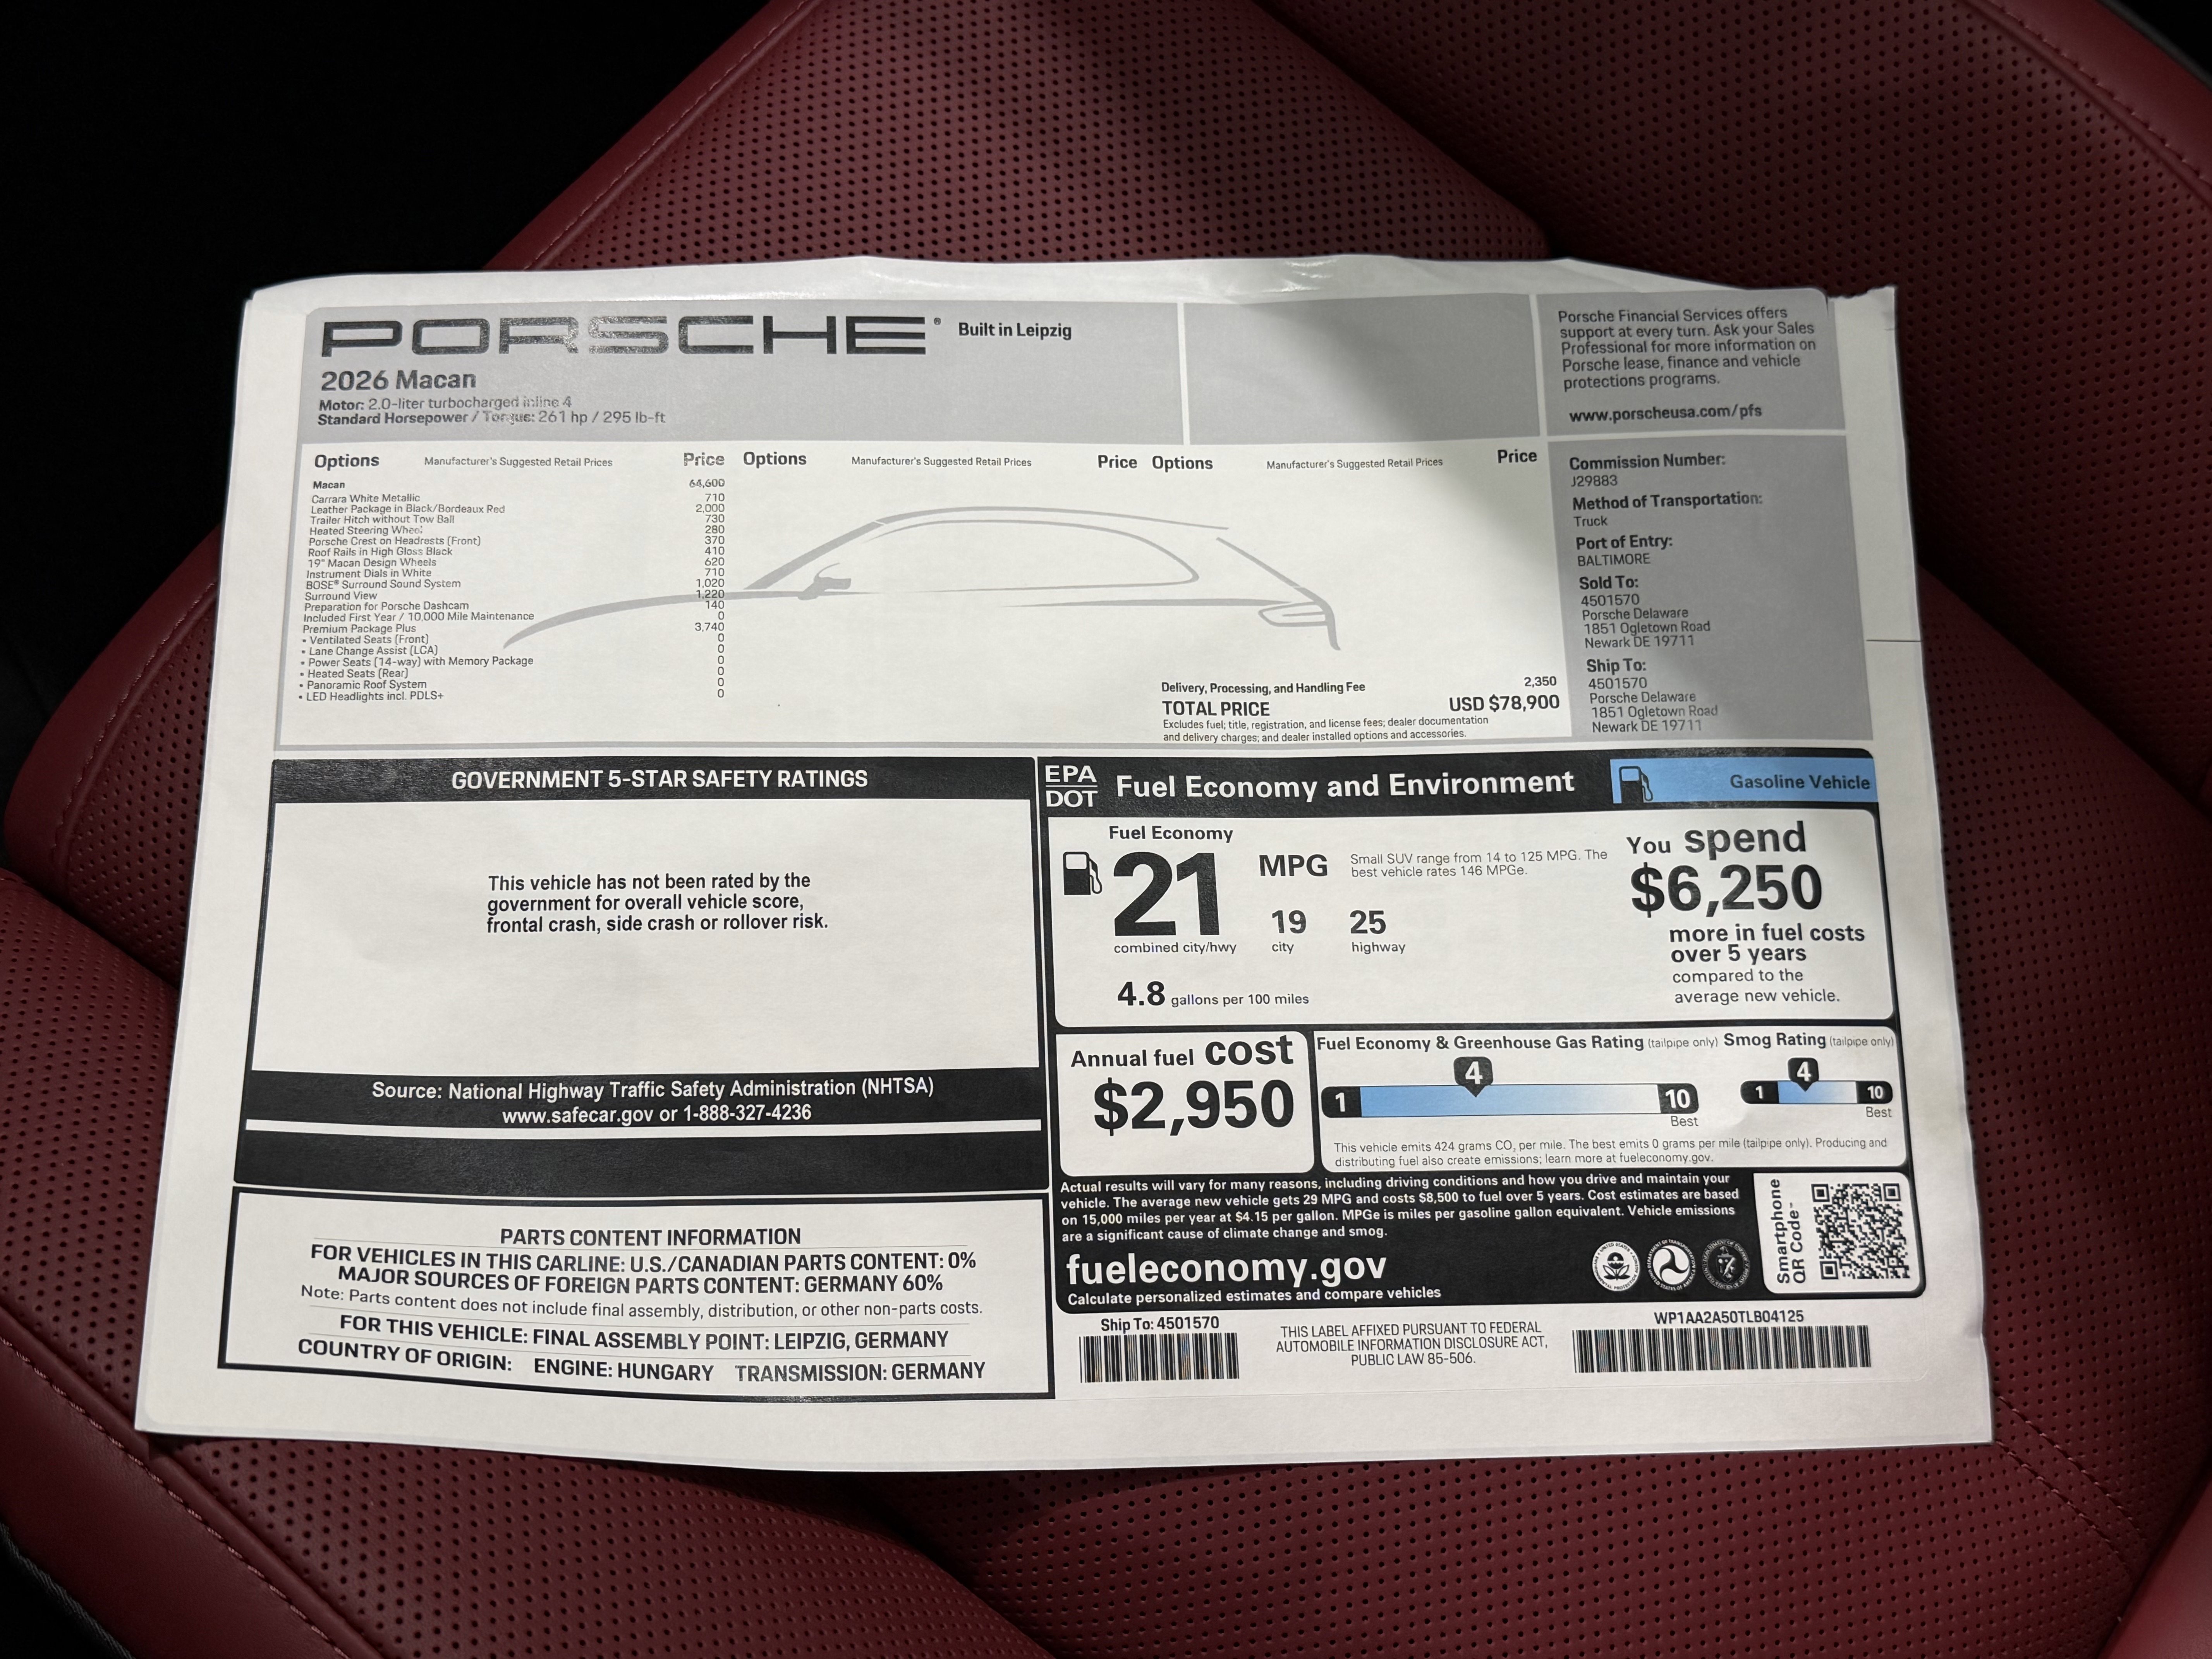 PORSCHE® Built in Leipzig
2026 Macan
Motor: 2.0-liter turbocharged inline 4
Standard Horsepower / Torque: 261 hp / 295 lb-ft
Porsche Financial Services offers
support at every turn. Ask your Sales
Professional for more information on
Porsche lease, finance and vehicle
protections programs.
www.porscheusa.com/pfs
Options Manufacturer's Suggested Retail Prices Price Options Manufacturer's Suggested Retail Prices Price Options Manufacturer's Suggested Retail Prices Price
Macan 64,600
Carrara White Metallic 710
Leather Package in Black/Bordeaux Red 2,000
Trailer Hitch without Tow Ball 730
Heated Steering Wheel 280
Porsche Crest on Headrests (Front) 370
Roof Rails in High Gloss Black 410
19" Macan Design Wheels 620
Instrument Dials in White 710
BOSE® Surround Sound System 1,020
Surround View 1,220
Preparation for Porsche Dashcam 140
Included First Year / 10,000 Mile Maintenance 0
Premium Package Plus 3,740
• Ventilated Seats (Front) 0
• Lane Change Assist (LCA) 0
• Power Seats (14-way) with Memory Package 0
• Heated Seats (Rear) 0
• Panoramic Roof System 0
• LED Headlights incl. PDLS+ 0
Delivery, Processing, and Handling Fee 2,350
TOTAL PRICE USD $78,900
Excludes fuel; title, registration, and license fees; dealer documentation
and delivery charges; and dealer installed options and accessories.
Commission Number:
J29883
Method of Transportation:
Truck
Port of Entry:
BALTIMORE
Sold To:
4501570
Porsche Delaware
1851 Ogletown Road
Newark DE 19711
Ship To:
4501570
Porsche Delaware
1851 Ogletown Road
Newark DE 19711
GOVERNMENT 5-STAR SAFETY RATINGS
This vehicle has not been rated by the
government for overall vehicle score,
frontal crash, side crash or rollover risk.
Source: National Highway Traffic Safety Administration (NHTSA)
www.safecar.gov or 1-888-327-4236
PARTS CONTENT INFORMATION
FOR VEHICLES IN THIS CARLINE: U.S./CANADIAN PARTS CONTENT: 0%
MAJOR SOURCES OF FOREIGN PARTS CONTENT: GERMANY 60%
Note: Parts content does not include final assembly, distribution, or other non-parts costs.
FOR THIS VEHICLE: FINAL ASSEMBLY POINT: LEIPZIG, GERMANY
COUNTRY OF ORIGIN: ENGINE: HUNGARY TRANSMISSION: GERMANY
EPA
DOT
Fuel Economy and Environment
Gasoline Vehicle
Fuel Economy
21 MPG
combined city/hwy
19
city
25
highway
Small SUV range from 14 to 125 MPG. The
best vehicle rates 146 MPGe.
4.8 gallons per 100 miles
You spend
$6,250
more in fuel costs
over 5 years
compared to the
average new vehicle.
Annual fuel cost
$2,950
Fuel Economy & Greenhouse Gas Rating (tailpipe only)
4
1 10
Best
Smog Rating (tailpipe only)
4
1 10
Best
This vehicle emits 424 grams CO2 per mile. The best emits 0 grams per mile (tailpipe only). Producing and
distributing fuel also create emissions; learn more at fueleconomy.gov.
Actual results will vary for many reasons, including driving conditions and how you drive and maintain your
vehicle. The average new vehicle gets 29 MPG and costs $8,500 to fuel over 5 years. Cost estimates are based
on 15,000 miles per year at $4.15 per gallon. MPGe is miles per gasoline gallon equivalent. Vehicle emissions
are a significant cause of climate change and smog.
fueleconomy.gov
Calculate personalized estimates and compare vehicles
Smartphone
QR Code™
Ship To: 4501570
THIS LABEL AFFIXED PURSUANT TO FEDERAL
AUTOMOBILE INFORMATION DISCLOSURE ACT,
PUBLIC LAW 85-506.
WP1AA2A50TLB04125